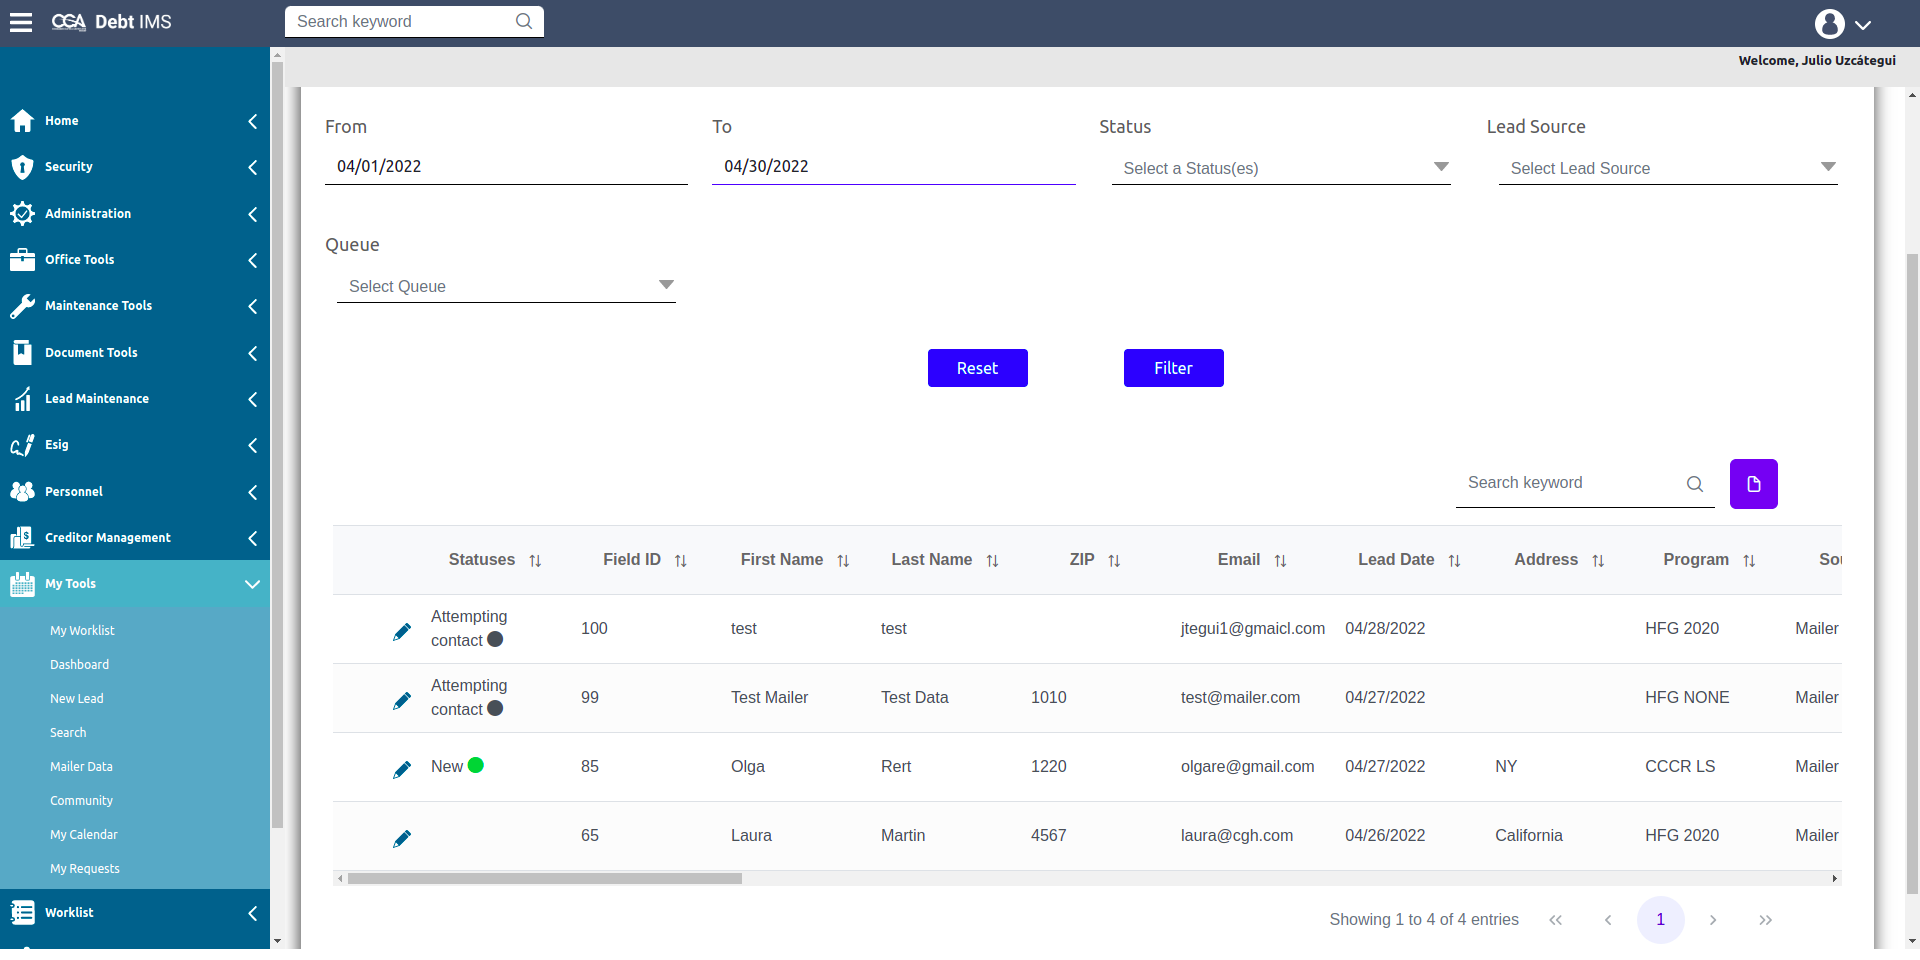 CGA Debt IMS
Search keyword
Welcome, Julio Uzcátegui
Home
Security
Administration
Office Tools
Maintenance Tools
Document Tools
Lead Maintenance
Esig
Personnel
Creditor Management
My Tools
My Worklist
Dashboard
New Lead
Search
Mailer Data
Community
My Calendar
My Requests
Worklist
From To Status Lead Source
04/01/2022 04/30/2022 Select a Status(es) Select Lead Source
Queue
Select Queue
Reset Filter
Search keyword
Statuses Field ID First Name Last Name ZIP Email Lead Date Address Program Sou
Attempting
contact 100 test test jtegui1@gmaicl.com 04/28/2022 HFG 2020 Mailer
Attempting
contact 99 Test Mailer Test Data 1010 test@mailer.com 04/27/2022 HFG NONE Mailer
New 85 Olga Rert 1220 olgare@gmail.com 04/27/2022 NY CCCR LS Mailer
65 Laura Martin 4567 laura@cgh.com 04/26/2022 California HFG 2020 Mailer
Showing 1 to 4 of 4 entries « ‹ 1 › »